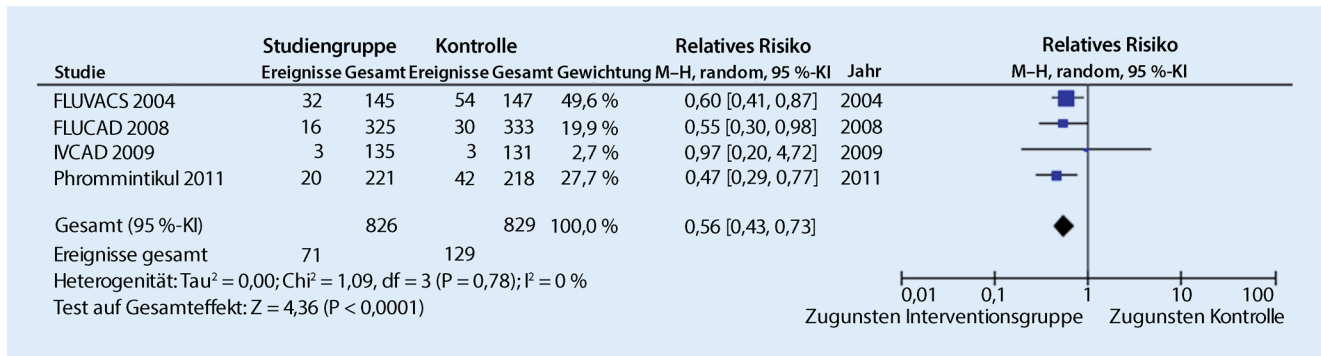 Studiengruppe Kontrolle Relatives Risiko Relatives Risiko
Studie Ereignisse Gesamt Ereignisse Gesamt Gewichtung M–H, random, 95 %-KI Jahr M–H, random, 95 %-KI
FLUVACS 2004 32 145 54 147 49,6 % 0,60 [0,41, 0,87] 2004
FLUCAD 2008 16 325 30 333 19,9 % 0,55 [0,30, 0,98] 2008
IVCAD 2009 3 135 3 131 2,7 % 0,97 [0,20, 4,72] 2009
Phrommintikul 2011 20 221 42 218 27,7 % 0,47 [0,29, 0,77] 2011
Gesamt (95 %-KI) 826 829 100,0 % 0,56 [0,43, 0,73]
Ereignisse gesamt 71 129
Heterogenität: Tau² = 0,00; Chi² = 1,09, df = 3 (P = 0,78); I² = 0 %
Test auf Gesamteffekt: Z = 4,36 (P < 0,0001)
0,01 0,1 1 10 100
Zugunsten Interventionsgruppe Zugunsten Kontrolle